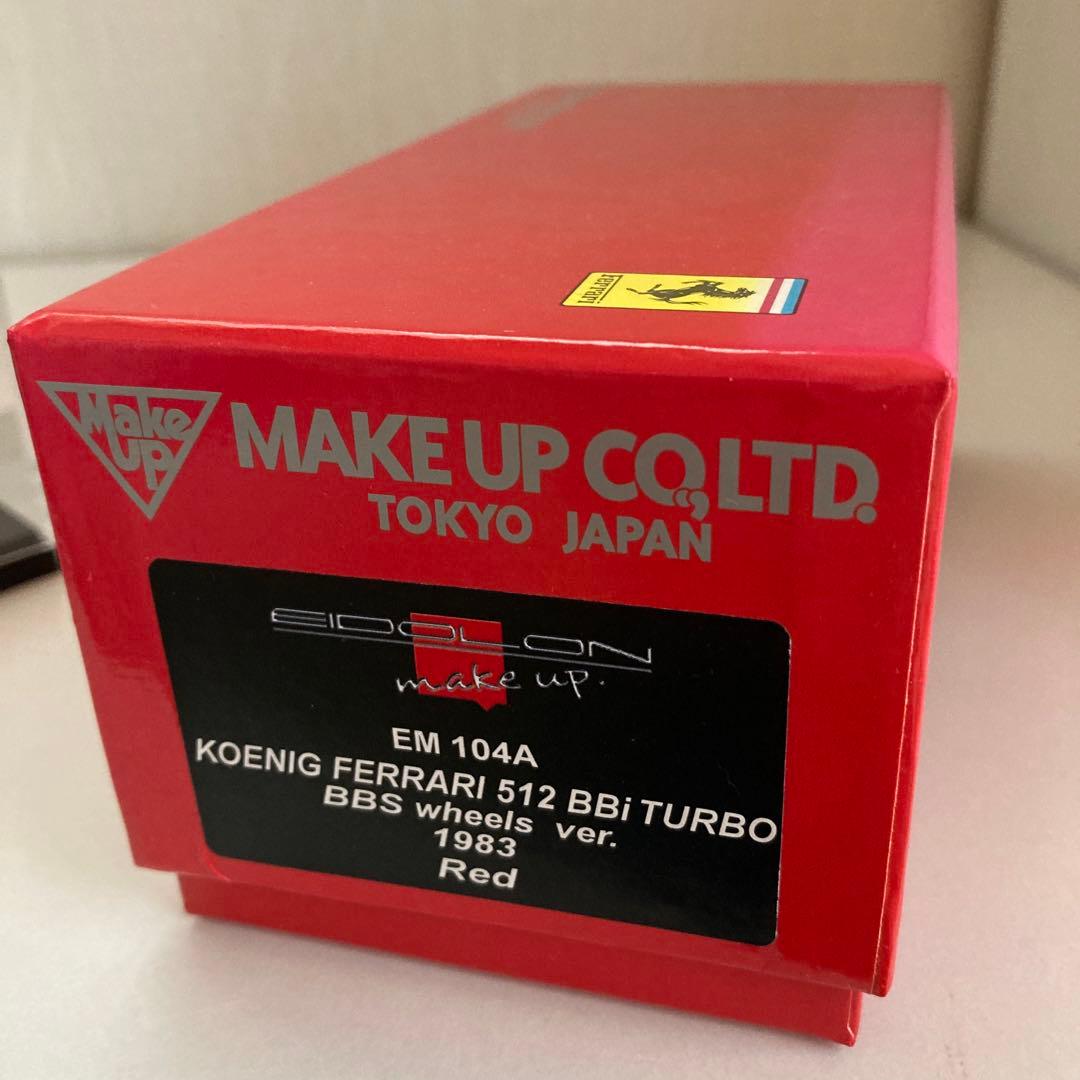 Ferrari
Make
UP
MAKE UP CO.,LTD.
TOKYO JAPAN
EIDOLON
make up.
EM 104A
KOENIG FERRARI 512 BBi TURBO
BBS wheels ver.
1983
Red